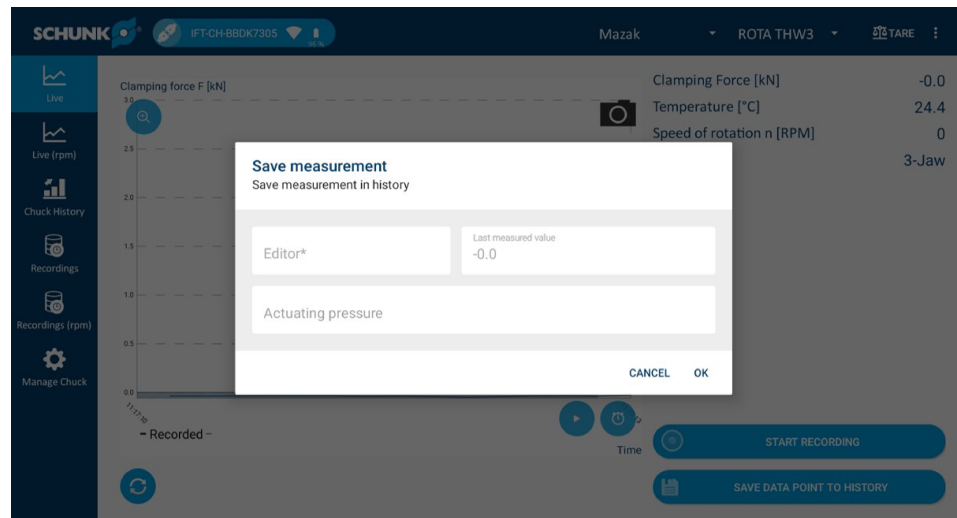 SCHUNK
IFT-CH-BBDK7305
Mazak
ROTA THW3
TARE
Live
Live (rpm)
Chuck History
Recordings
Recordings (rpm)
Manage Chuck
Clamping force F [kN]
3.0
2.5
2.0
1.5
1.0
0.5
0.0
11:17:10
- Recorded -
Time
Clamping Force [kN] -0.0
Temperature [°C] 24.4
Speed of rotation n [RPM] 0
3-Jaw
Save measurement
Save measurement in history
Editor*
Last measured value
-0.0
Actuating pressure
CANCEL OK
START RECORDING
SAVE DATA POINT TO HISTORY